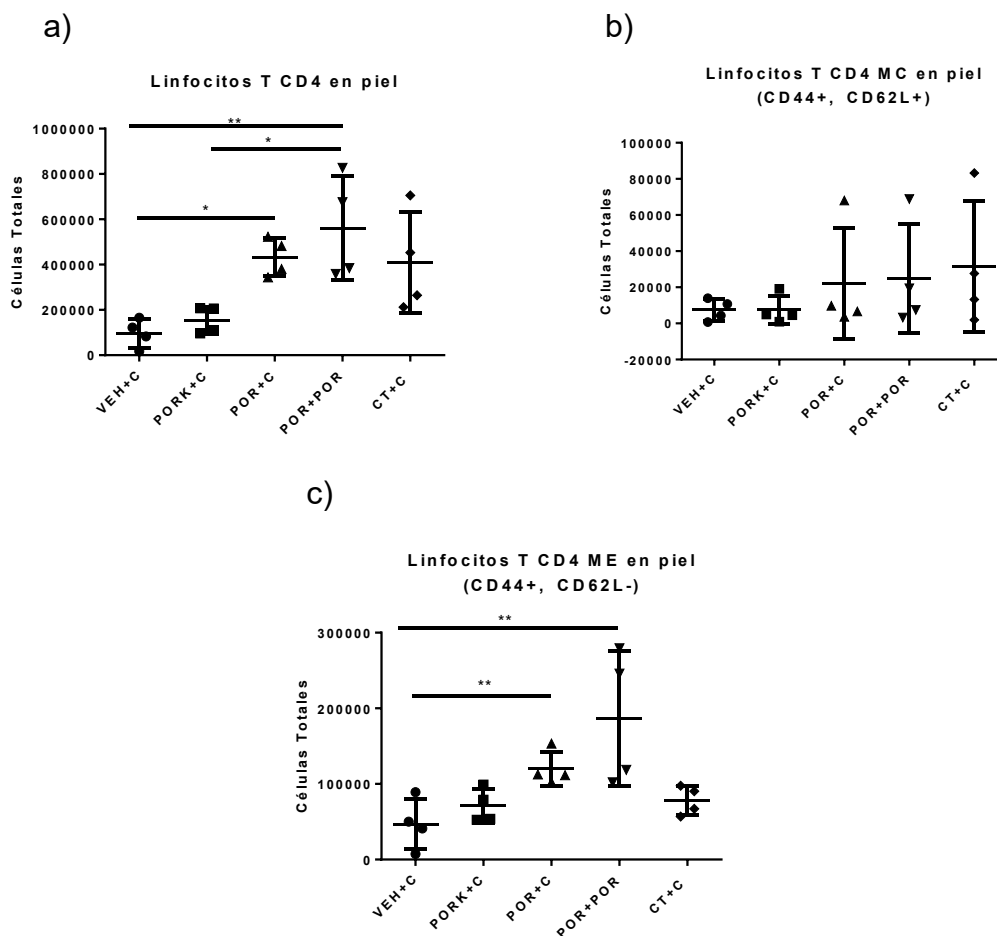 a)
Linfocitos T CD4 en piel
**
*
*
Células Totales
1000000
800000
600000
400000
200000
0
VEH+C
PORK+C
POR+C
POR+POR
CT+C
b)
Linfocitos T CD4 MC en piel
(CD44+, CD62L+)
Células Totales
100000
80000
60000
40000
20000
0
-20000
VEH+C
PORK+C
POR+C
POR+POR
CT+C
c)
Linfocitos T CD4 ME en piel
(CD44+, CD62L-)
**
**
Células Totales
300000
200000
100000
0
VEH+C
PORK+C
POR+C
POR+POR
CT+C